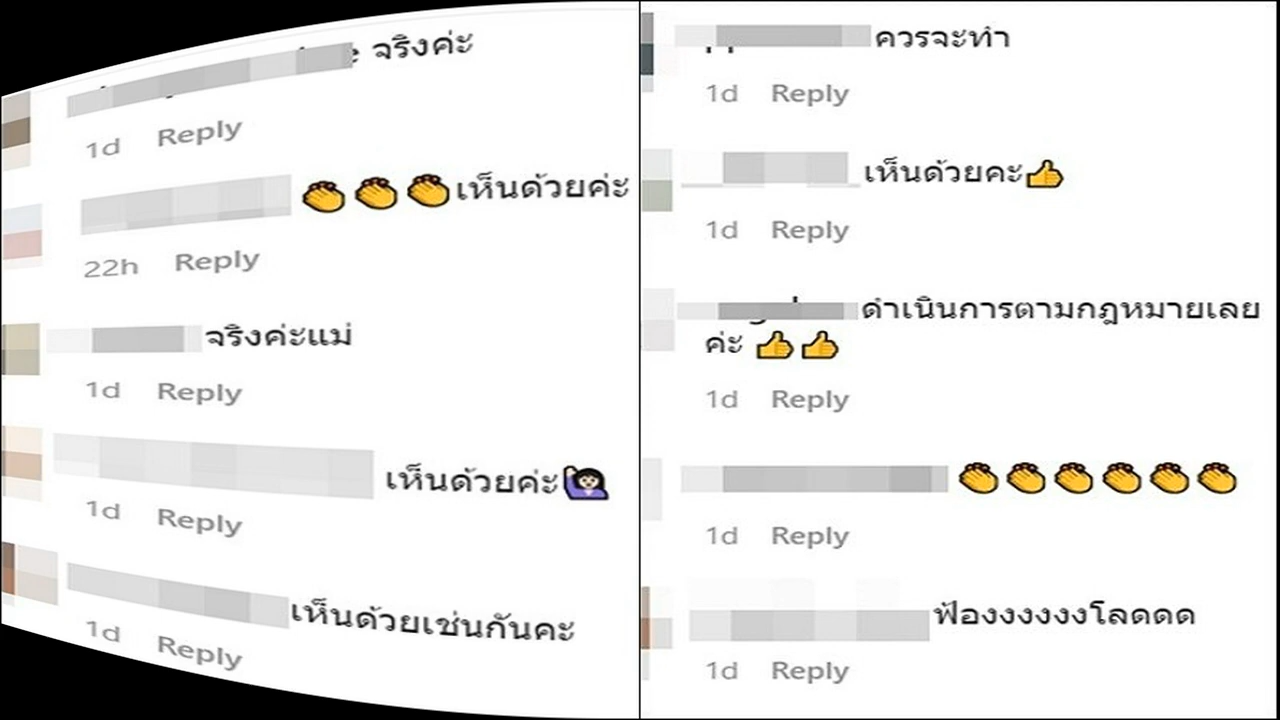 จริงค่ะ
1d Reply
👏👏👏เห็นด้วยค่ะ
22h Reply
จริงค่ะแม่
1d Reply
เห็นด้วยค่ะ🙋🏻‍♀️
1d Reply
เห็นด้วยเช่นกันคะ
1d Reply
ควรจะทำ
1d Reply
เห็นด้วยคะ👍
1d Reply
ดำเนินการตามกฎหมายเลย
ค่ะ 👍👍
1d Reply
👏👏👏👏👏👏
1d Reply
ฟ้องงงงงงโลดดด
1d Reply